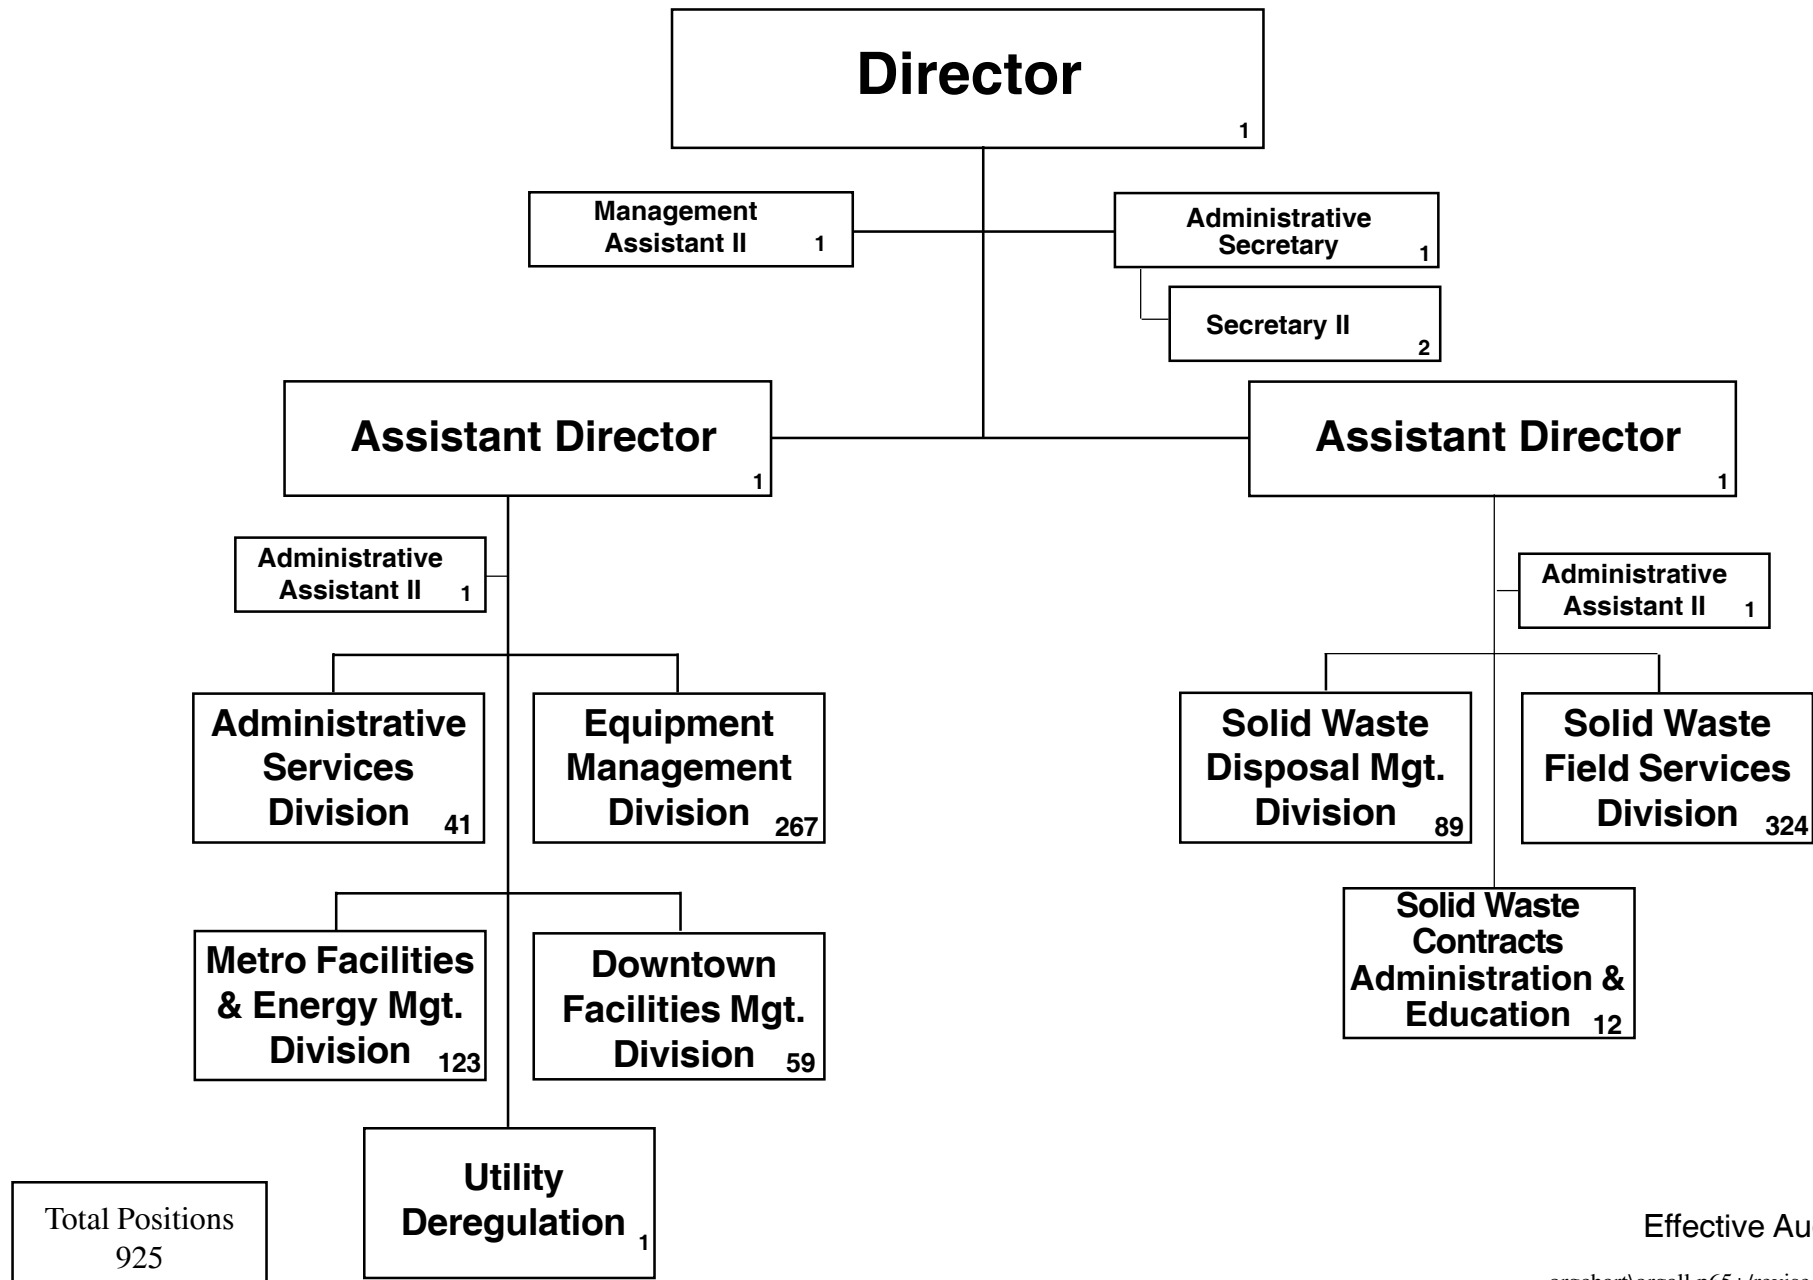 Director
1
Management
Assistant II 1
Administrative
Secretary 1
Secretary II
2
Assistant Director
1
Assistant Director
1
Administrative
Assistant II 1
Administrative
Assistant II 1
Administrative
Services
Division 41
Equipment
Management
Division 267
Solid Waste
Disposal Mgt.
Division 89
Solid Waste
Field Services
Division 324
Metro Facilities
& Energy Mgt.
Division 123
Downtown
Facilities Mgt.
Division 59
Solid Waste
Contracts
Administration &
Education 12
Utility
Deregulation 1
Total Positions
925
Effective